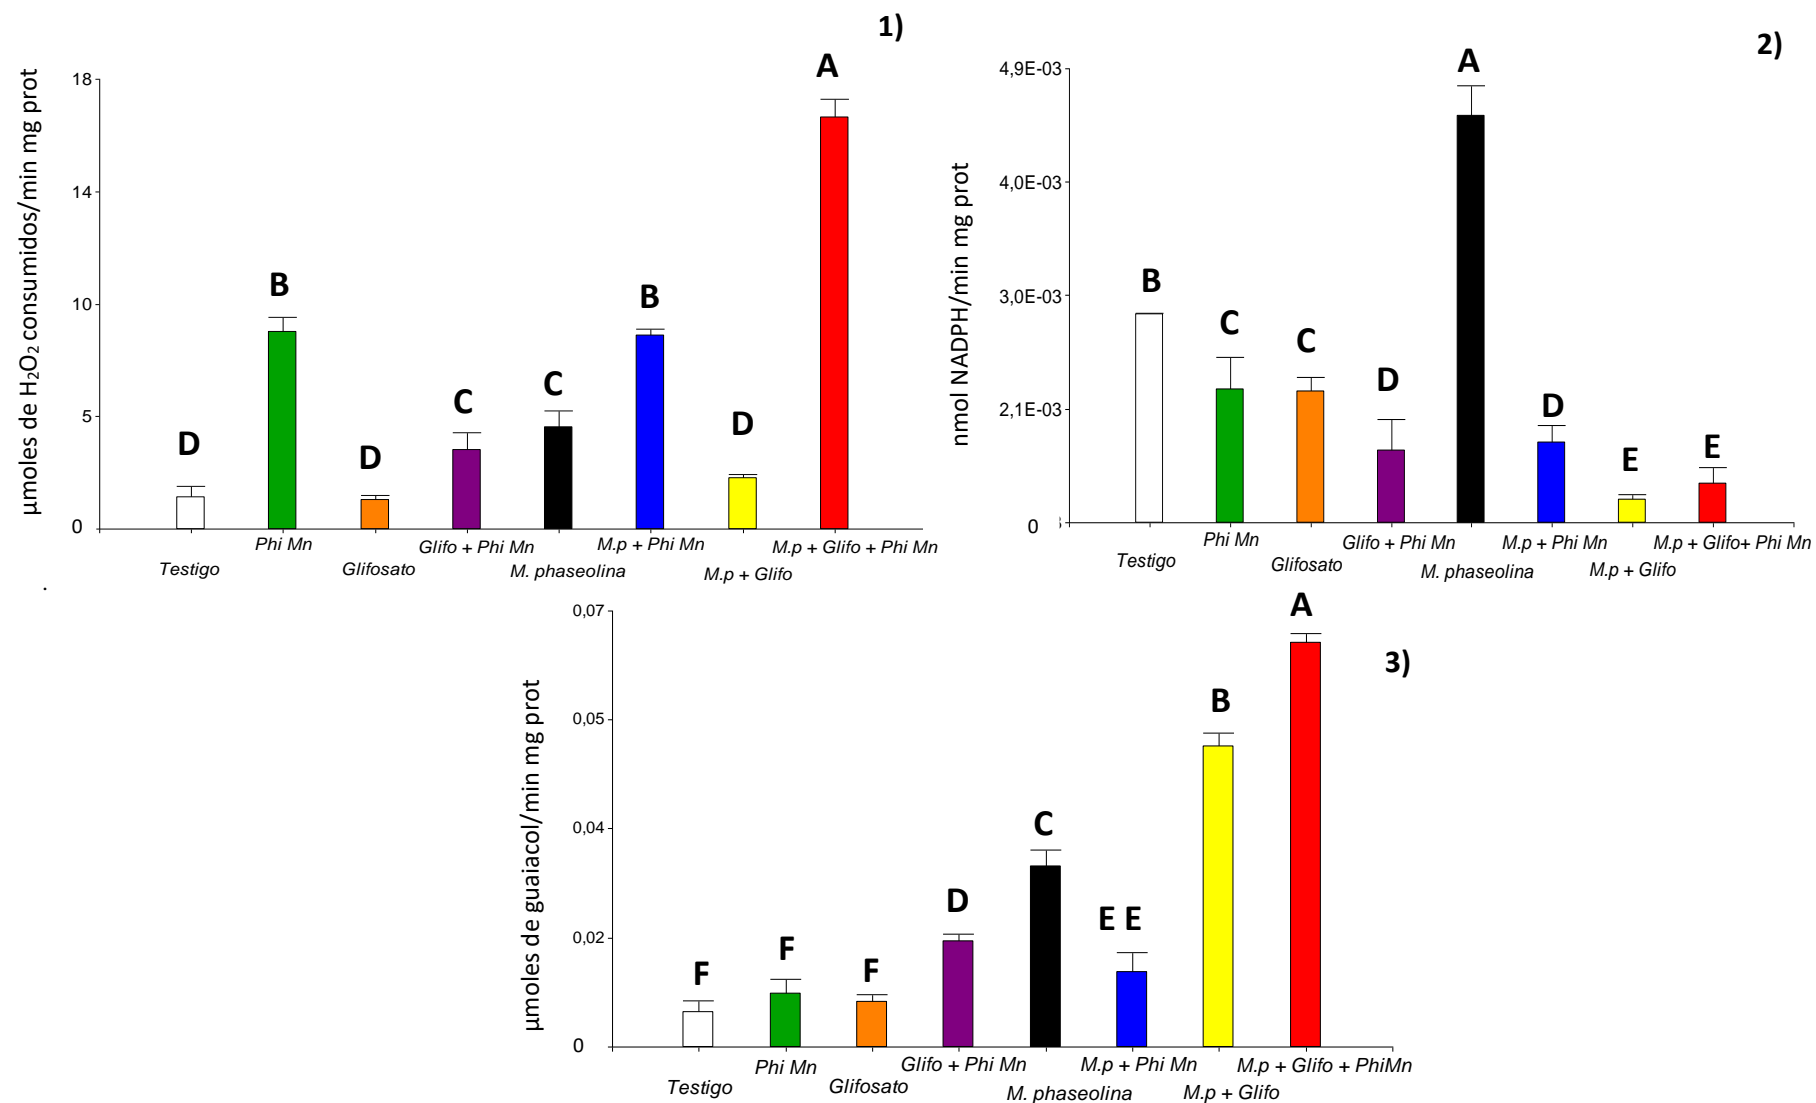 1)
µmoles de H₂O₂ consumidos/min mg prot
18
14
10
5
0
D
B
D
C
C
B
D
A
Testigo
Phi Mn
Glifosato
Glifo + Phi Mn
M. phaseolina
M.p + Phi Mn
M.p + Glifo
M.p + Glifo + Phi Mn
2)
nmol NADPH/min mg prot
4,9E-03
4,0E-03
3,0E-03
2,1E-03
0
B
C
C
D
A
D
E
E
Testigo
Phi Mn
Glifosato
Glifo + Phi Mn
M. phaseolina
M.p + Phi Mn
M.p + Glifo
M.p + Glifo+ Phi Mn
.
3)
µmoles de guaiacol/min mg prot
0,07
0,05
0,04
0,02
0
F
F
F
D
C
E E
B
A
Testigo
Phi Mn
Glifosato
Glifo + Phi Mn
M. phaseolina
M.p + Phi Mn
M.p + Glifo
M.p + Glifo + PhiMn